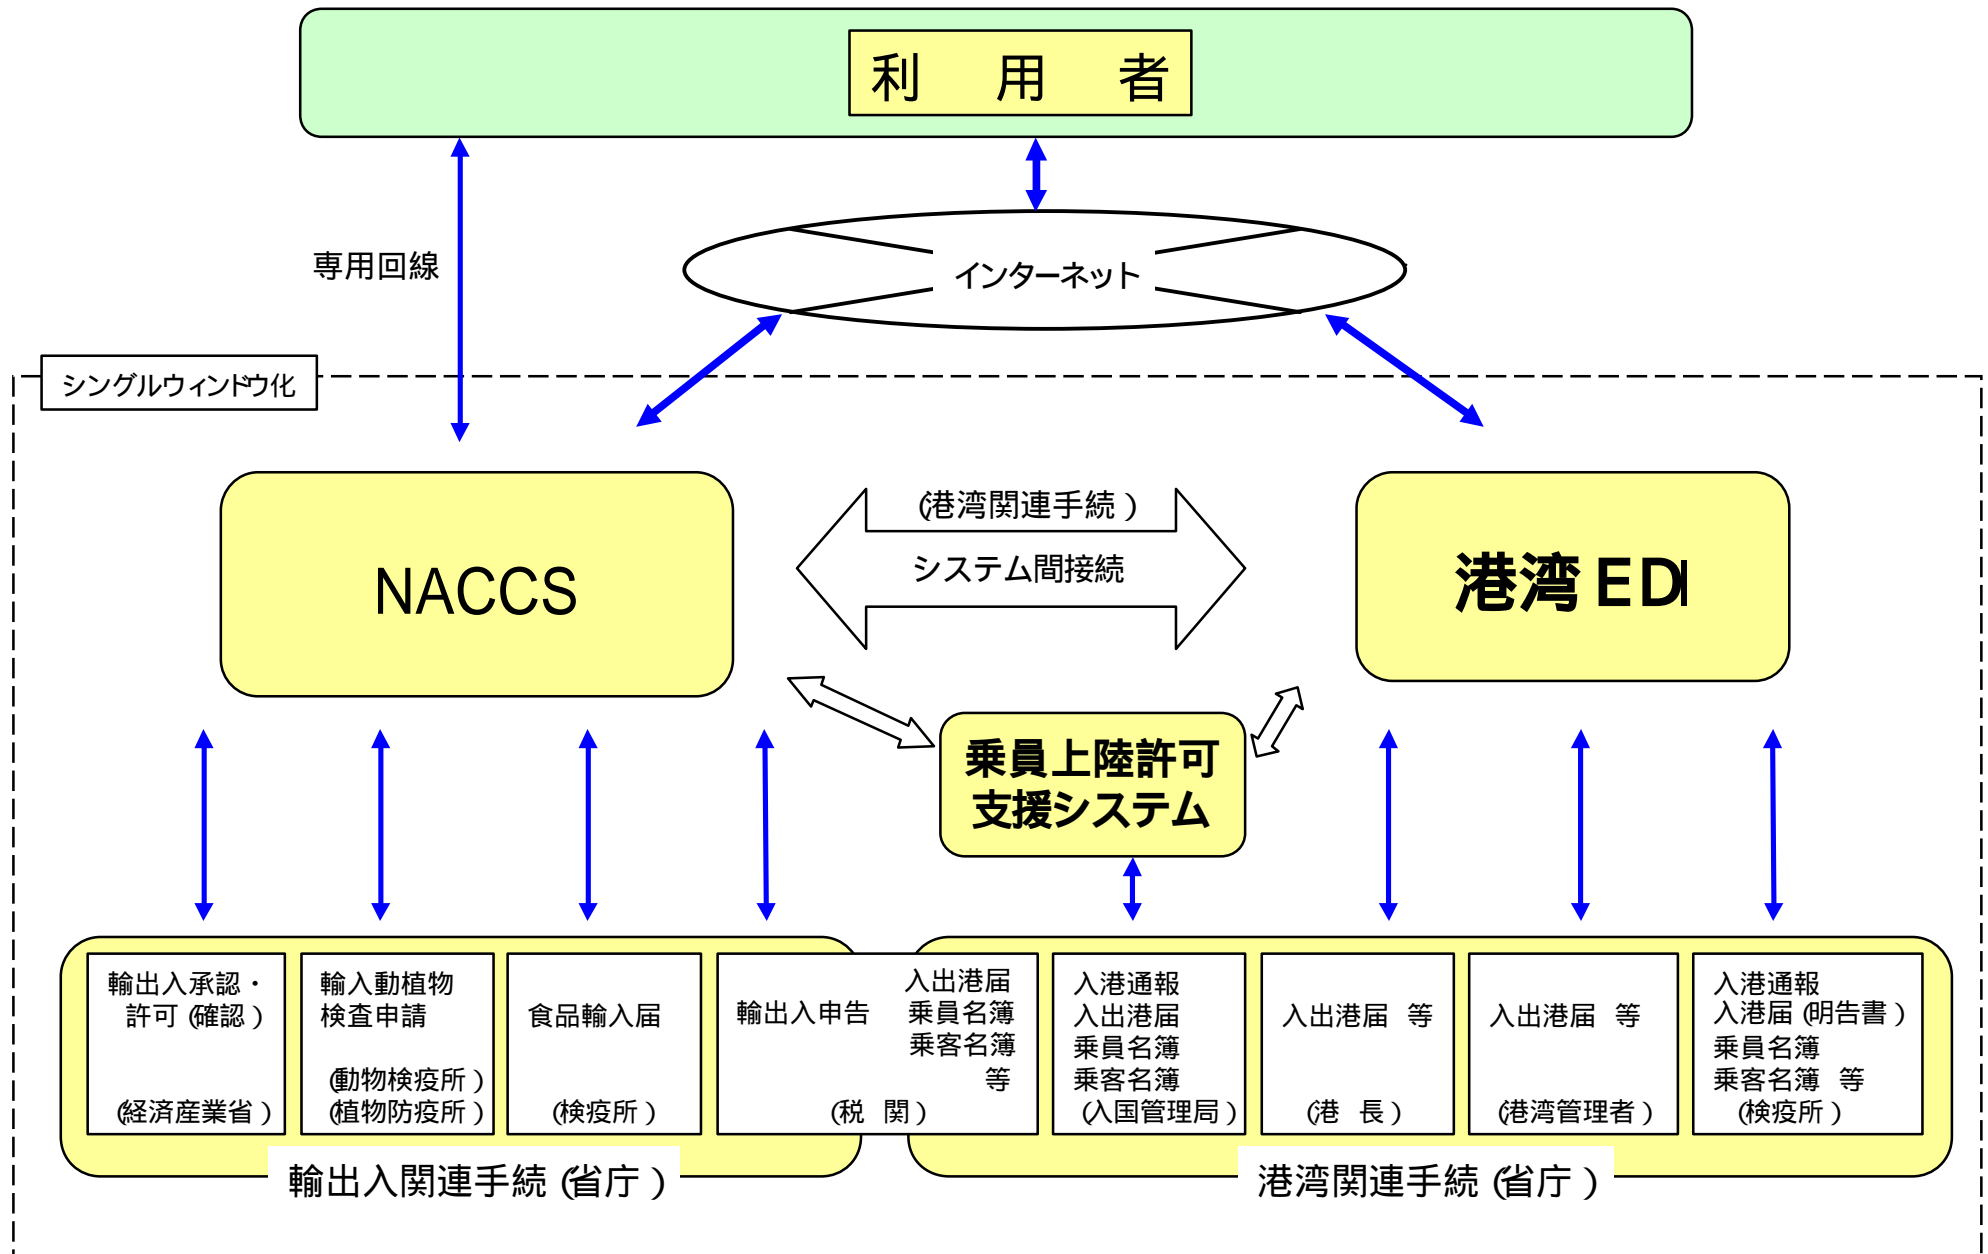 利 用 者
専用回線
インターネット
シングルウィンドウ化
NACCS
(港湾関連手続)
システム間接続
港湾EDI
乗員上陸許可
支援システム
輸出入承認・
許可(確認)
(経済産業省)
輸入動植物
検査申請
(動物検疫所)
(植物防疫所)
食品輸入届
(検疫所)
輸出入申告
入出港届
乗員名簿
乗客名簿
等
(税 関)
入港通報
入出港届
乗員名簿
乗客名簿
(入国管理局)
入出港届 等
(港 長)
入出港届 等
(港湾管理者)
入港通報
入港届(明告書)
乗員名簿
乗客名簿 等
(検疫所)
輸出入関連手続(省庁)
港湾関連手続(省庁)